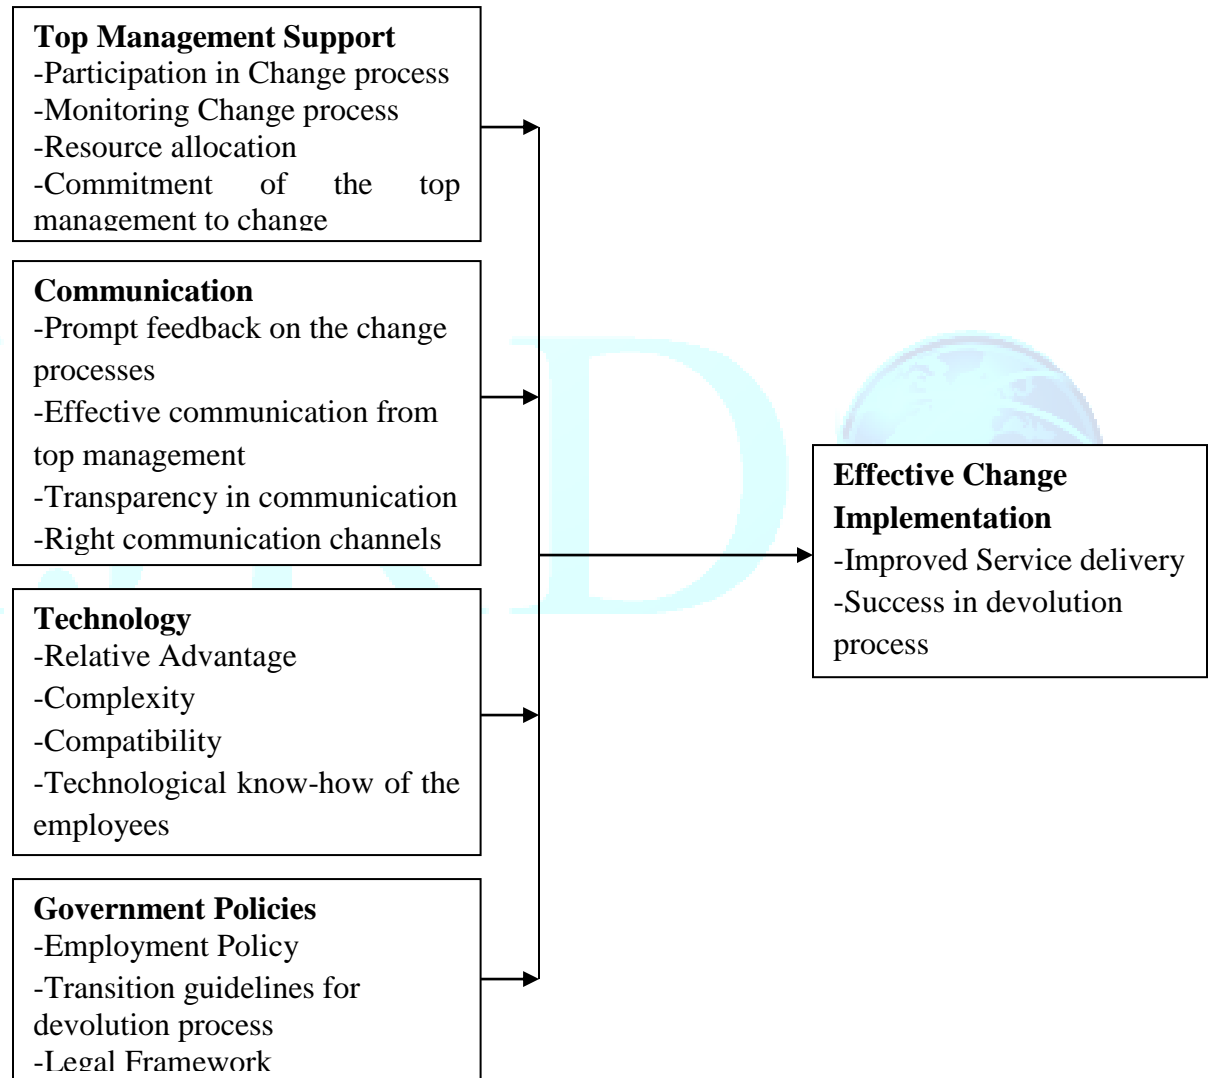 Top Management Support
-Participation in Change process
-Monitoring Change process
-Resource allocation
-Commitment of the top
management to change
Communication
-Prompt feedback on the change
processes
-Effective communication from
top management
-Transparency in communication
-Right communication channels
Technology
-Relative Advantage
-Complexity
-Compatibility
-Technological know-how of the
employees
Government Policies
-Employment Policy
-Transition guidelines for
devolution process
-Legal Framework
Effective Change
Implementation
-Improved Service delivery
-Success in devolution
process